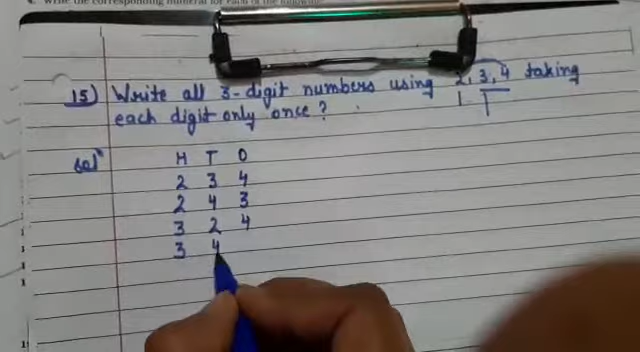 15) Write all 3-digit numbers using 2, 3, 4 taking
each digit only once?
Sol^n
H T O
2 3 4
2 4 3
3 2 4
3 4